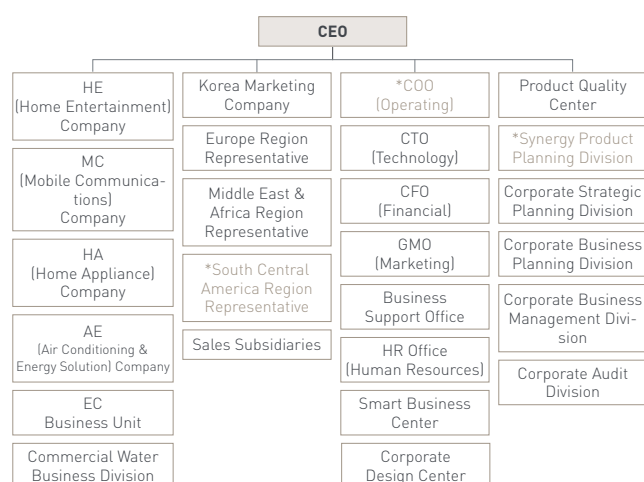 CEO
HE
(Home Entertainment)
Company
MC
(Mobile Communica-
tions)
Company
HA
(Home Appliance)
Company
AE
(Air Conditioning &
Energy Solution) Company
EC
Business Unit
Commercial Water
Business Division
Korea Marketing
Company
Europe Region
Representative
Middle East &
Africa Region
Representative
*South Central
America Region
Representative
Sales Subsidiaries
*COO
(Operating)
CTO
(Technology)
CFO
(Financial)
GMO
(Marketing)
Business
Support Office
HR Office
(Human Resources)
Smart Business
Center
Corporate
Design Center
Product Quality
Center
*Synergy Product
Planning Division
Corporate Strategic
Planning Division
Corporate Business
Planning Division
Corporate Business
Management Divi-
sion
Corporate Audit
Division